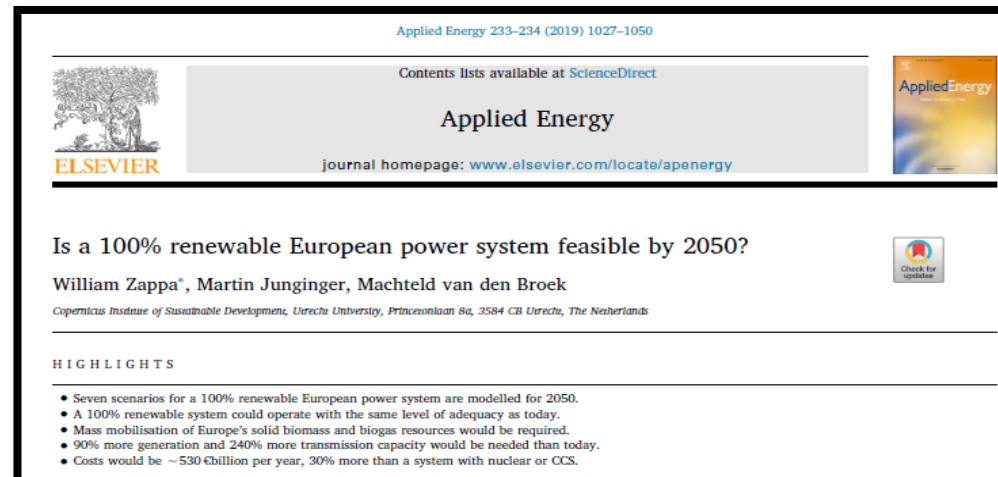 Applied Energy 233–234 (2019) 1027–1050
Contents lists available at ScienceDirect
Applied Energy
journal homepage: www.elsevier.com/locate/apenergy
ELSEVIER
AppliedEnergy
Is a 100% renewable European power system feasible by 2050?
Check for
updates
William Zappa*, Martin Junginger, Machteld van den Broek
Copernicus Institute of Sustainable Development, Utrecht University, Princetonlaan 8a, 3584 CB Utrecht, The Netherlands
HIGHLIGHTS
• Seven scenarios for a 100% renewable European power system are modelled for 2050.
• A 100% renewable system could operate with the same level of adequacy as today.
• Mass mobilisation of Europe's solid biomass and biogas resources would be required.
• 90% more generation and 240% more transmission capacity would be needed than today.
• Costs would be ~530 €billion per year, 30% more than a system with nuclear or CCS.